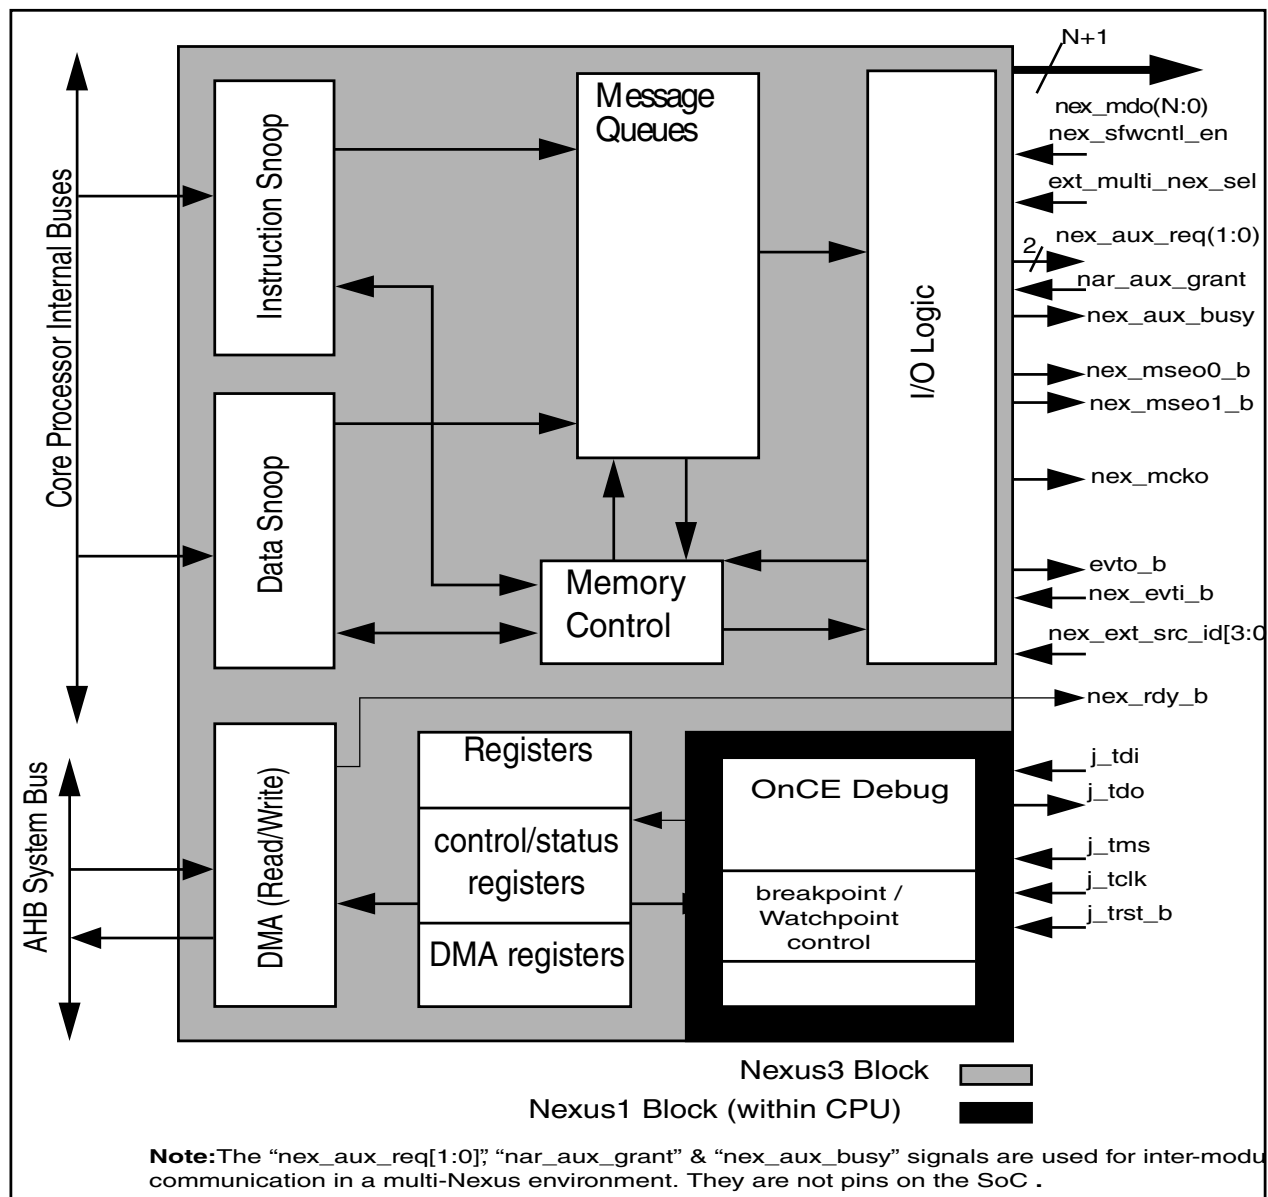 N+1
nex_mdo(N:0)
nex_sfwcntl_en
ext_multi_nex_sel
nex_aux_req(1:0)
2
nar_aux_grant
nex_aux_busy
nex_mseo0_b
nex_mseo1_b
nex_mcko
evto_b
nex_evti_b
nex_ext_src_id[3:0
nex_rdy_b
j_tdi
j_tdo
j_tms
j_tclk
j_trst_b
Core Processor Internal Buses
AHB System Bus
Instruction Snoop
Data Snoop
DMA (Read/Write)
Message
Queues
I/O Logic
Memory
Control
Registers
control/status
registers
DMA registers
OnCE Debug
breakpoint /
Watchpoint
control
Nexus3 Block
Nexus1 Block (within CPU)
Note:The “nex_aux_req[1:0]”, “nar_aux_grant” & “nex_aux_busy” signals are used for inter-modu
communication in a multi-Nexus environment. They are not pins on the SoC .